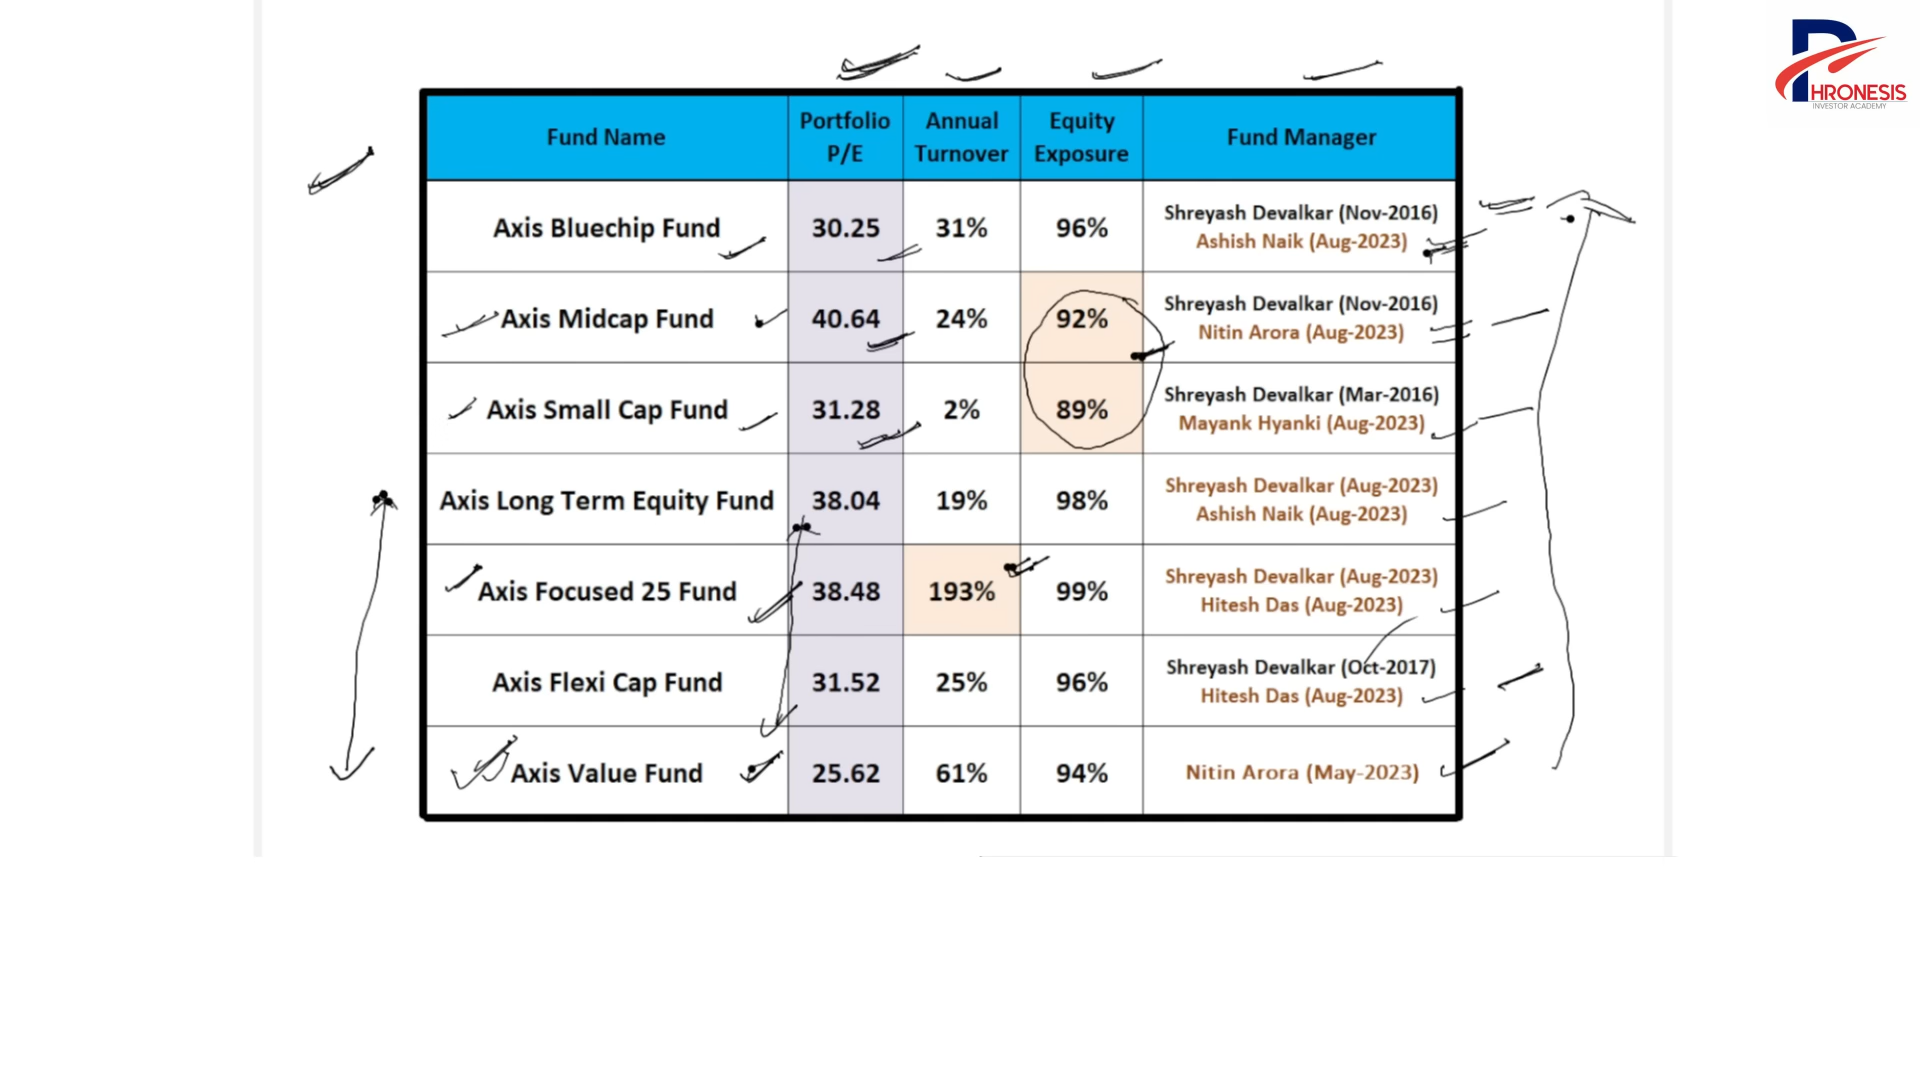 HRONESIS
INVESTOR ACADEMY
Fund Name
Portfolio
P/E
Annual
Turnover
Equity
Exposure
Fund Manager
Axis Bluechip Fund
30.25
31%
96%
Shreyash Devalkar (Nov-2016)
Ashish Naik (Aug-2023)
Axis Midcap Fund
40.64
24%
92%
Shreyash Devalkar (Nov-2016)
Nitin Arora (Aug-2023)
Axis Small Cap Fund
31.28
2%
89%
Shreyash Devalkar (Mar-2016)
Mayank Hyanki (Aug-2023)
Axis Long Term Equity Fund
38.04
19%
98%
Shreyash Devalkar (Aug-2023)
Ashish Naik (Aug-2023)
Axis Focused 25 Fund
38.48
193%
99%
Shreyash Devalkar (Aug-2023)
Hitesh Das (Aug-2023)
Axis Flexi Cap Fund
31.52
25%
96%
Shreyash Devalkar (Oct-2017)
Hitesh Das (Aug-2023)
Axis Value Fund
25.62
61%
94%
Nitin Arora (May-2023)